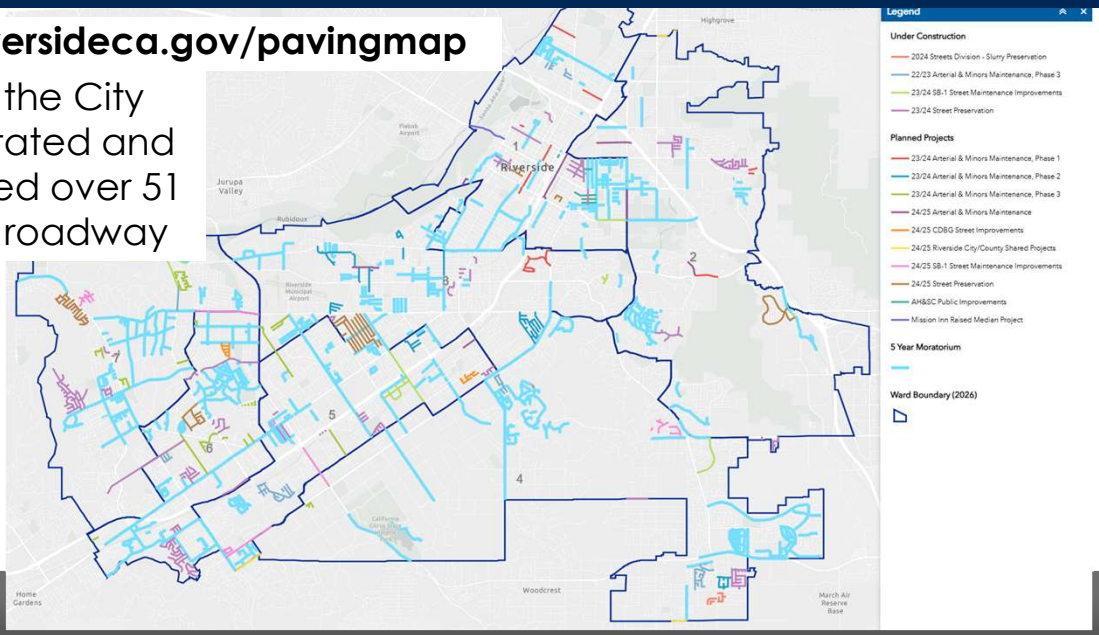 ersideca.gov/pavingmap
the City
rated and
ed over 51
roadway
Highgrove
Flabob
Airport
Jurupa
Valley
Rubidoux
1
Riverside
2
3
Riverside
Municipal
Airport
7
5
6
4
California
Woodcrest
Home
Gardens
March Air
Reserve
Base
Legend
Under Construction
2024 Streets Division - Slurry Preservation
22/23 Arterial & Minors Maintenance, Phase 3
23/24 SB-1 Street Maintenance Improvements
23/24 Street Preservation
Planned Projects
23/24 Arterial & Minors Maintenance, Phase 1
23/24 Arterial & Minors Maintenance, Phase 2
23/24 Arterial & Minors Maintenance, Phase 3
24/25 Arterial & Minors Maintenance
24/25 CDBG Street Improvements
24/25 Riverside City/County Shared Projects
24/25 SB-1 Street Maintenance Improvements
24/25 Street Preservation
AH&SC Public Improvements
Mission Inn Raised Median Project
5 Year Moratorium
Ward Boundary (2026)